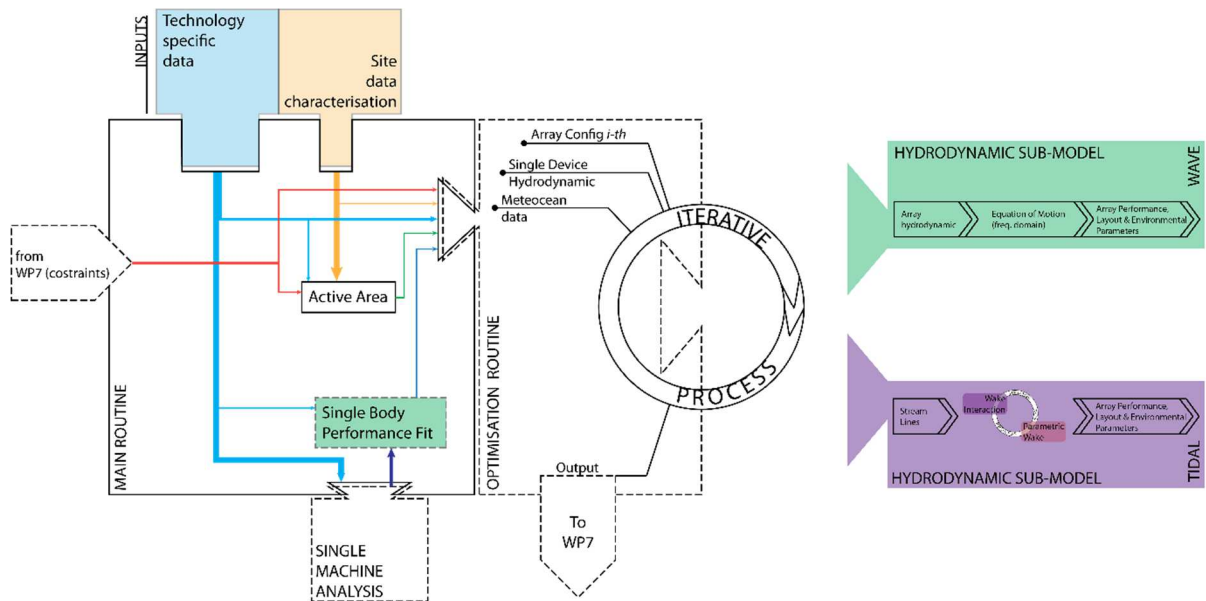 INPUTS
Technology
specific
data
Site
data
characterisation
from
WP7 (costraints)
Active Area
Single Body
Performance Fit
MAIN ROUTINE
SINGLE
MACHINE
ANALYSIS
OPTIMISATION ROUTINE
Array Config i-th
Single Device
Hydrodynamic
Meteocean
data
ITERATIVE
PROCESS
Output
To
WP7
HYDRODYNAMIC SUB-MODEL
WAVE
Array
hydrodynamic
Equation of Motion
(freq. domain)
Array Performance,
Layout & Environmental
Parameters
Stream
Lines
Wake
Interaction
Parametric
Wake
Array Performance,
Layout & Environmental
Parameters
HYDRODYNAMIC SUB-MODEL
TIDAL